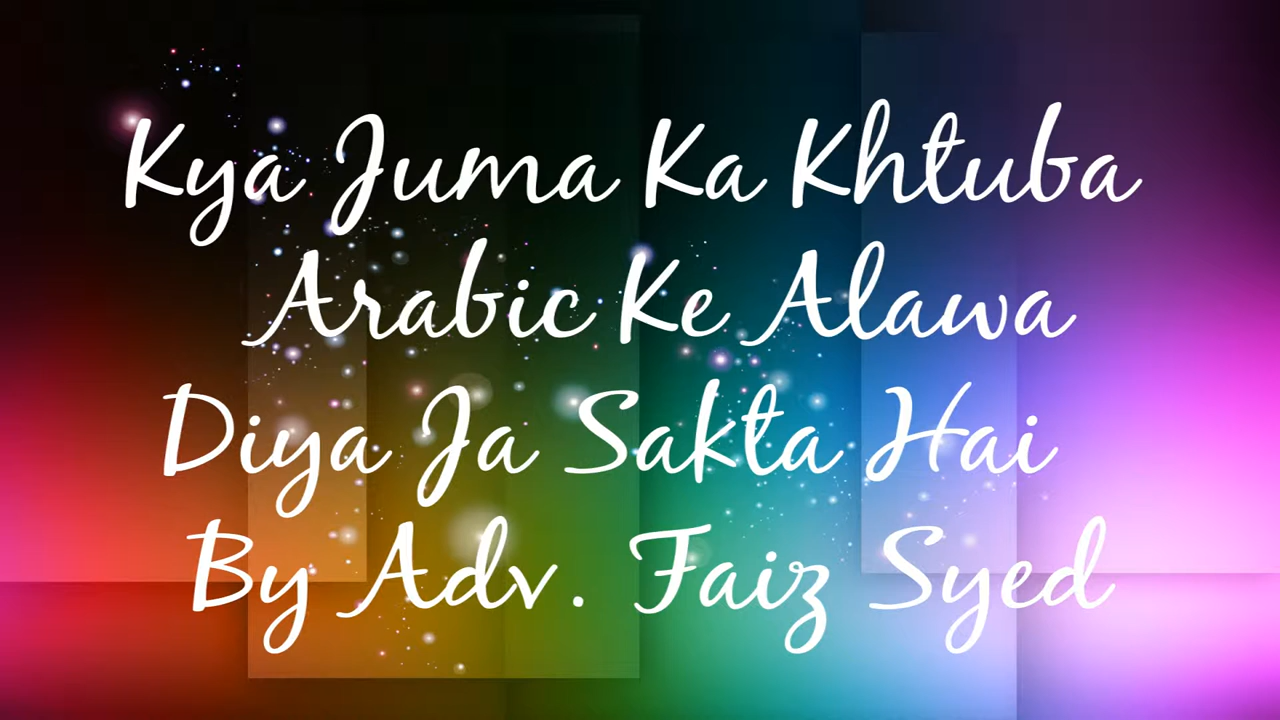 Kya Juma Ka Khtuba
Arabic Ke Alawa
Diya Ja Sakta Hai
By Adv. Faiz Syed